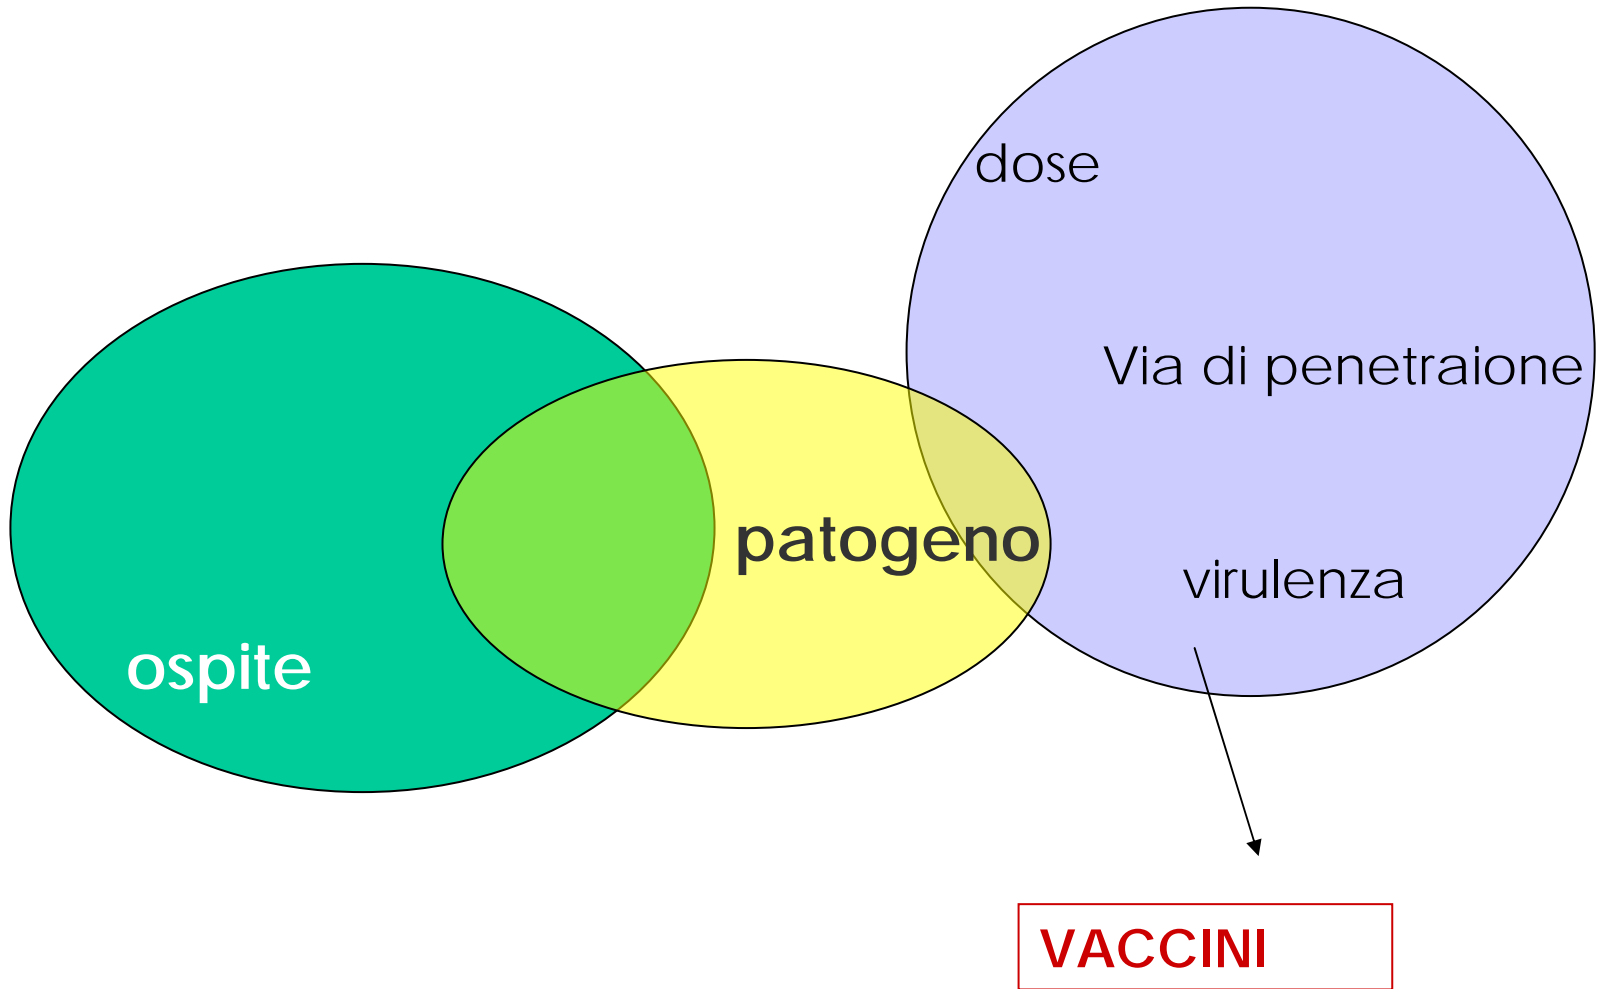 dose
Via di penetraione
patogeno
virulenza
ospite
VACCINI